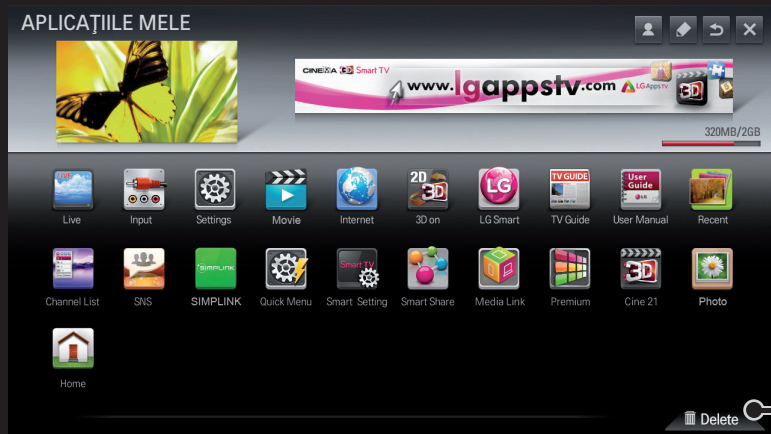 APLICAŢIILE MELE
CINEMA 3D Smart TV
www.lgappstv.com LG Apps TV
3D
320MB/2GB
LIVE
2D
3D
LG
TV GUIDE
User
Guide
LG
Live Input Settings Movie Internet 3D on LG Smart TV Guide User Manual Recent
SIMPLINK
Smart TV
3D
Channel List SNS SIMPLINK Quick Menu Smart Setting Smart Share Media Link Premium Cine 21 Photo
Home
Delete